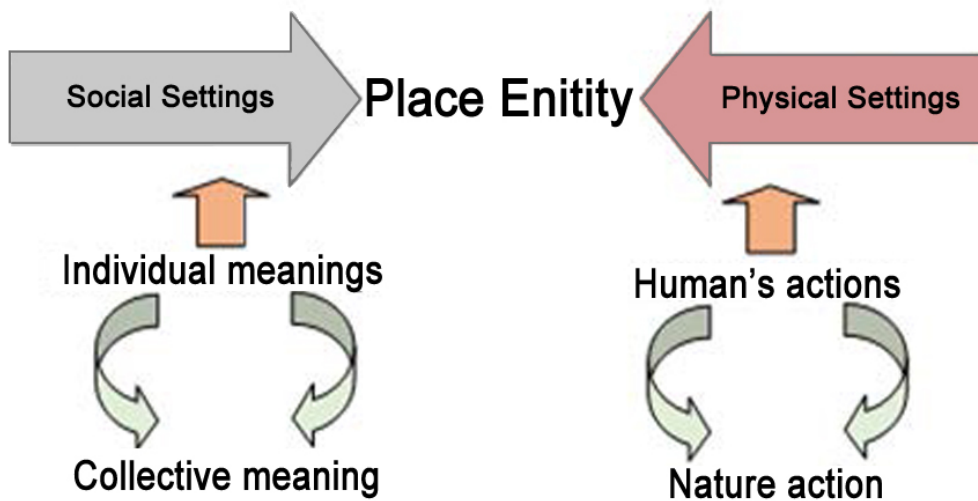 Social Settings
Place Enitity
Physical Settings
Individual meanings
Human’s actions
Collective meaning
Nature action